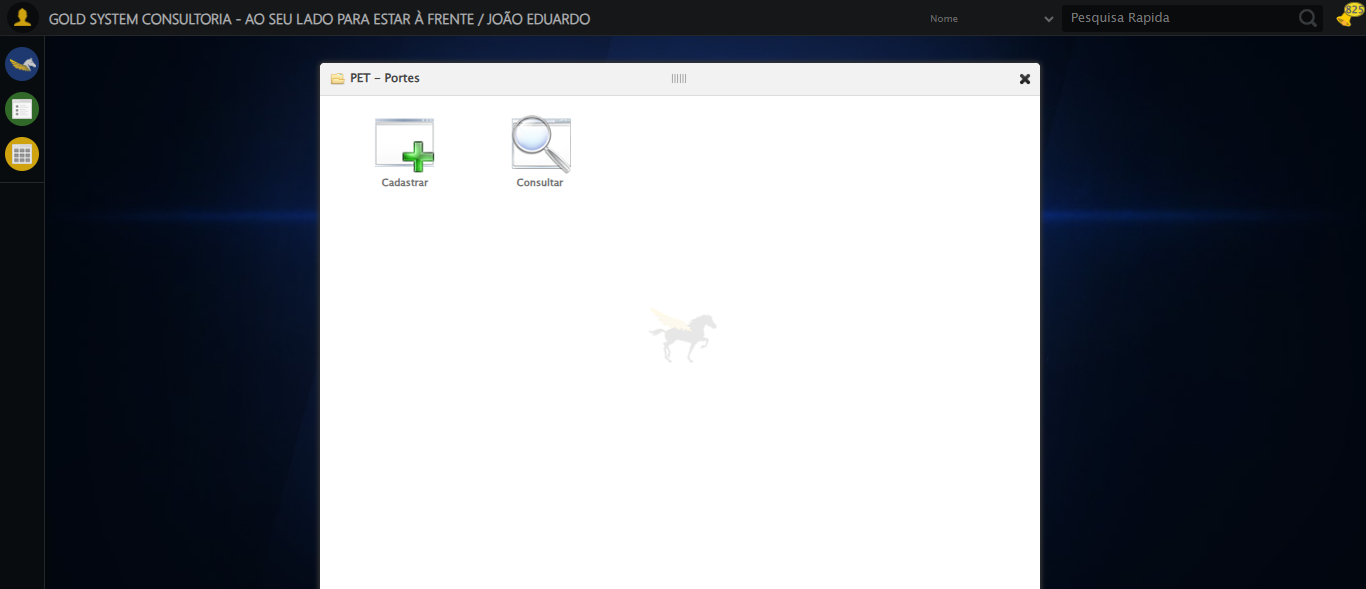 GOLD SYSTEM CONSULTORIA - AO SEU LADO PARA ESTAR À FRENTE / JOÃO EDUARDO
Nome
Pesquisa Rapida
825
PET - Portes
Cadastrar
Consultar